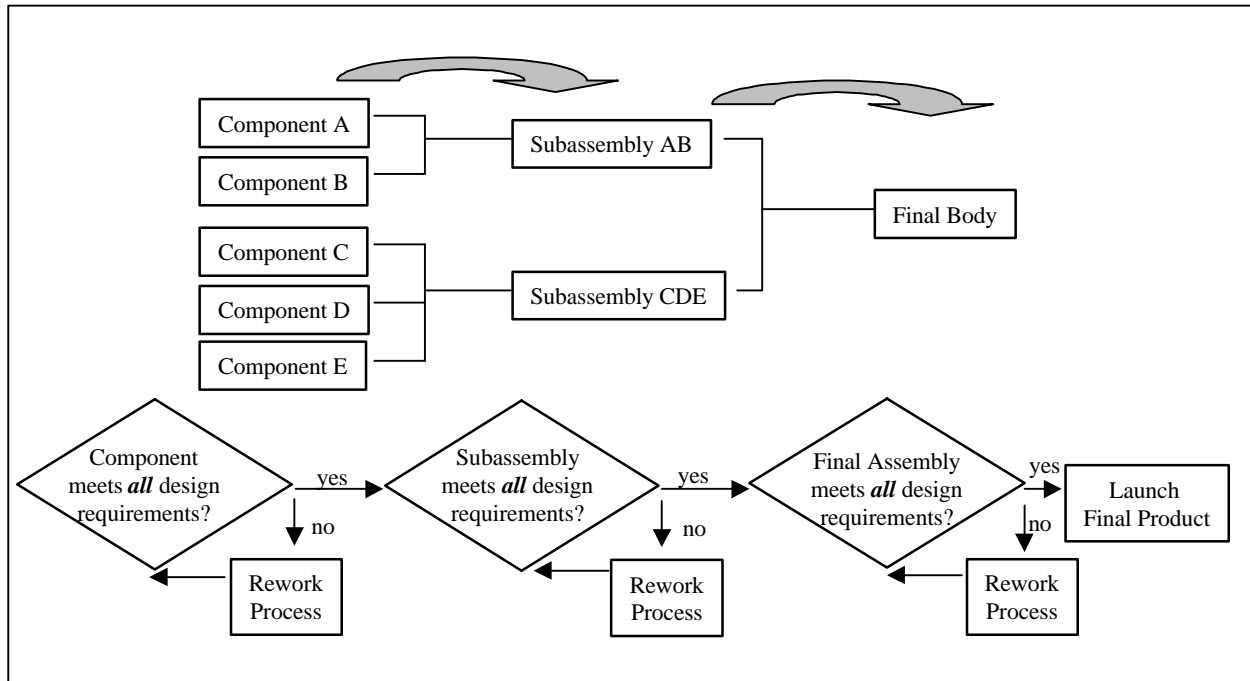 Component A
Component B
Subassembly AB
Final Body
Component C
Component D
Component E
Subassembly CDE
Component
meets all design
requirements?
yes
no
Rework
Process
Subassembly
meets all design
requirements?
yes
no
Rework
Process
Final Assembly
meets all design
requirements?
yes
no
Rework
Process
Launch
Final Product